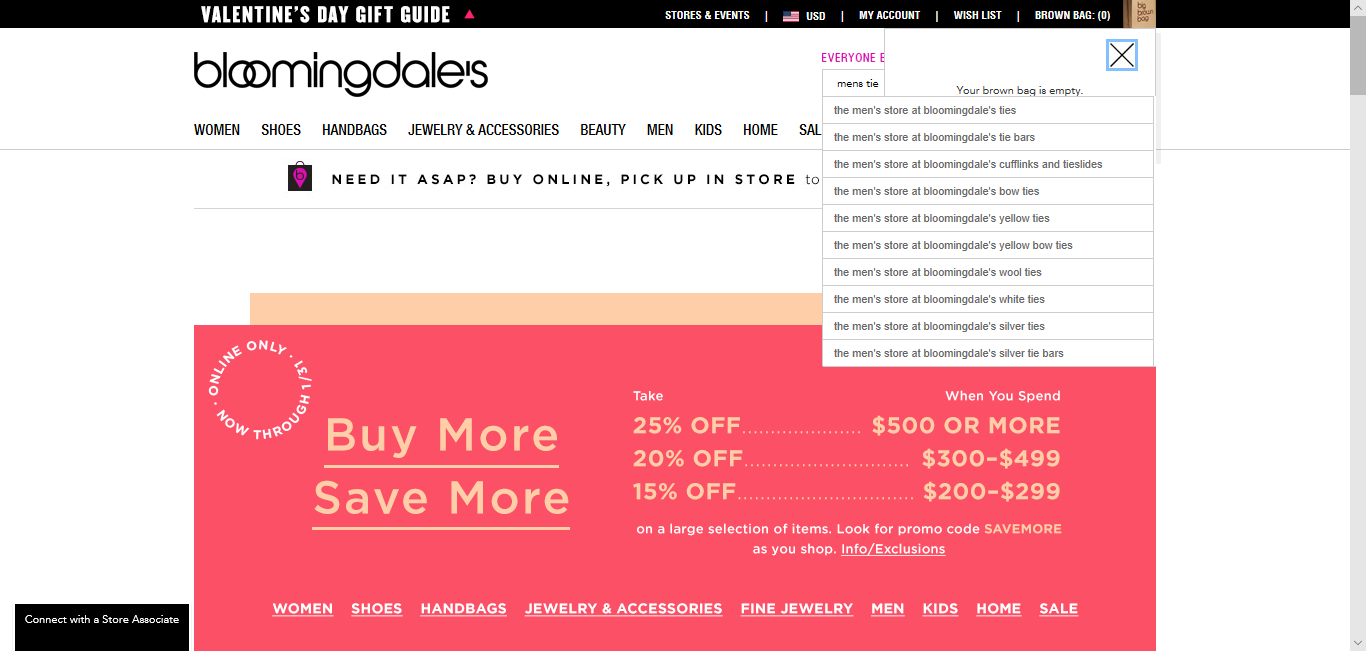 VALENTINE'S DAY GIFT GUIDE
STORES & EVENTS | USD | MY ACCOUNT | WISH LIST | BROWN BAG: (0)
big brown bag
bloomingdale's
EVERYONE E
mens tie
Your brown bag is empty.
WOMEN SHOES HANDBAGS JEWELRY & ACCESSORIES BEAUTY MEN KIDS HOME SAL
the men's store at bloomingdale's ties
the men's store at bloomingdale's tie bars
the men's store at bloomingdale's cufflinks and tieslides
the men's store at bloomingdale's bow ties
the men's store at bloomingdale's yellow ties
the men's store at bloomingdale's yellow bow ties
the men's store at bloomingdale's wool ties
the men's store at bloomingdale's white ties
the men's store at bloomingdale's silver ties
the men's store at bloomingdale's silver tie bars
b
NEED IT ASAP? BUY ONLINE, PICK UP IN STORE to
· ONLINE ONLY · NOW THROUGH 1/31
Buy More
Save More
Take When You Spend
25% OFF..................... $500 OR MORE
20% OFF............................. $300–$499
15% OFF............................... $200–$299
on a large selection of items. Look for promo code SAVEMORE
as you shop. Info/Exclusions
WOMEN SHOES HANDBAGS JEWELRY & ACCESSORIES FINE JEWELRY MEN KIDS HOME SALE
Connect with a Store Associate